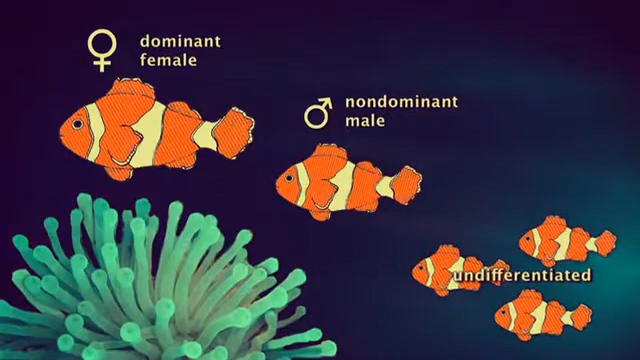 dominant
female
nondominant
male
undifferentiated